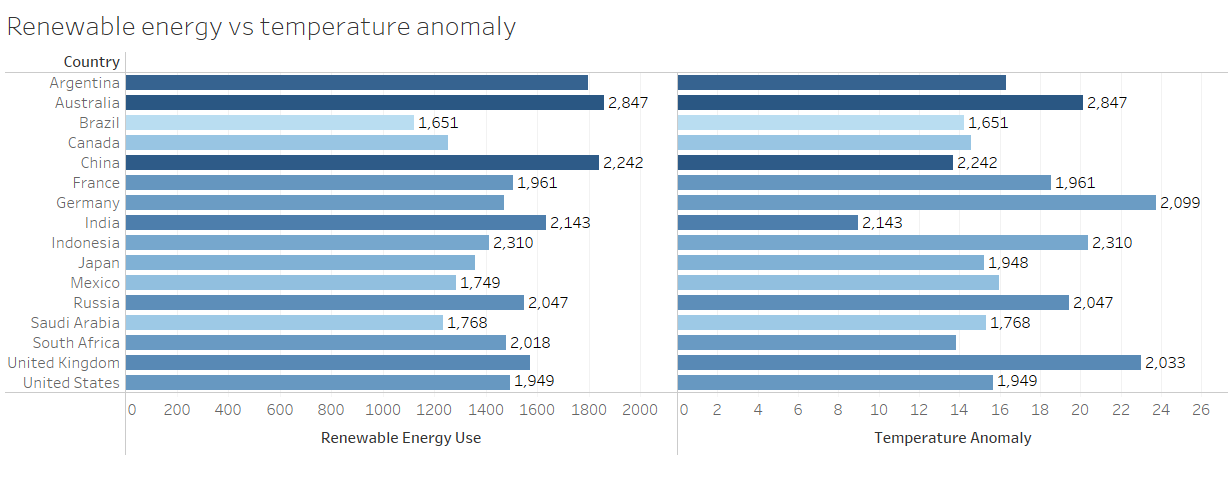 Renewable energy vs temperature anomaly
Country
Argentina
Australia 2,847 2,847
Brazil 1,651 1,651
Canada
China 2,242 2,242
France 1,961 1,961
Germany 2,099
India 2,143 2,143
Indonesia 2,310 2,310
Japan 1,948
Mexico 1,749
Russia 2,047 2,047
Saudi Arabia 1,768 1,768
South Africa 2,018
United Kingdom 2,033
United States 1,949 1,949
0 200 400 600 800 1000 1200 1400 1600 1800 2000 0 2 4 6 8 10 12 14 16 18 20 22 24 26
Renewable Energy Use Temperature Anomaly